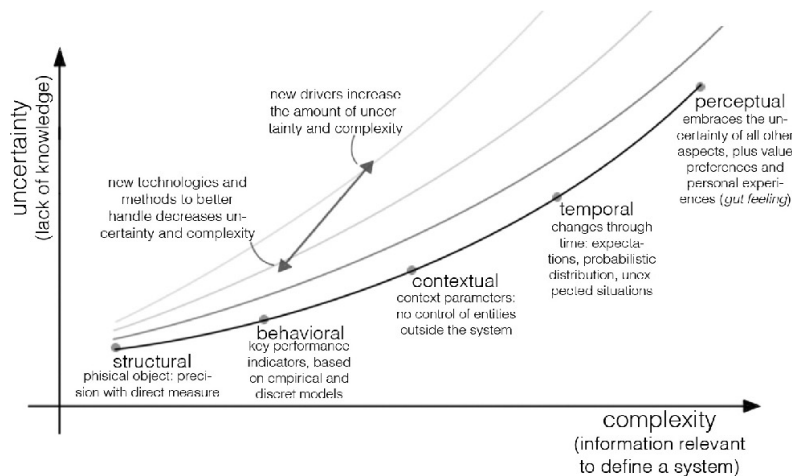 uncertainty
(lack of knowledge)
new drivers increase
the amount of uncer
tainty and complexity
new technologies and
methods to better
handle decreases un-
certainty and complexity
structural
phisical object: preci-
sion with direct measure
behavioral
key performance
indicators, based
on empirical and
discret models
contextual
context parameters:
no control of entities
outside the system
temporal
changes through
time: expecta-
tions, probabilistic
distribution, unex
pected situations
perceptual
embraces the un-
certainty of all other
aspects, plus value
preferences and
personal experi-
ences (gut feeling)
complexity
(information relevant
to define a system)